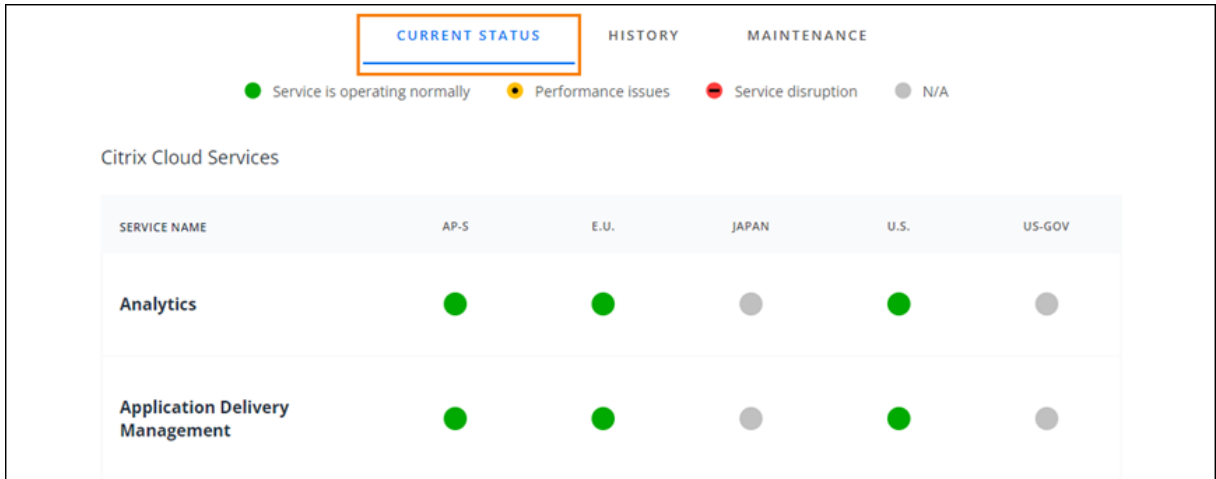 CURRENT STATUS HISTORY MAINTENANCE
Service is operating normally Performance issues Service disruption N/A
Citrix Cloud Services
SERVICE NAME AP-S E.U. JAPAN U.S. US-GOV
Analytics
Application Delivery
Management